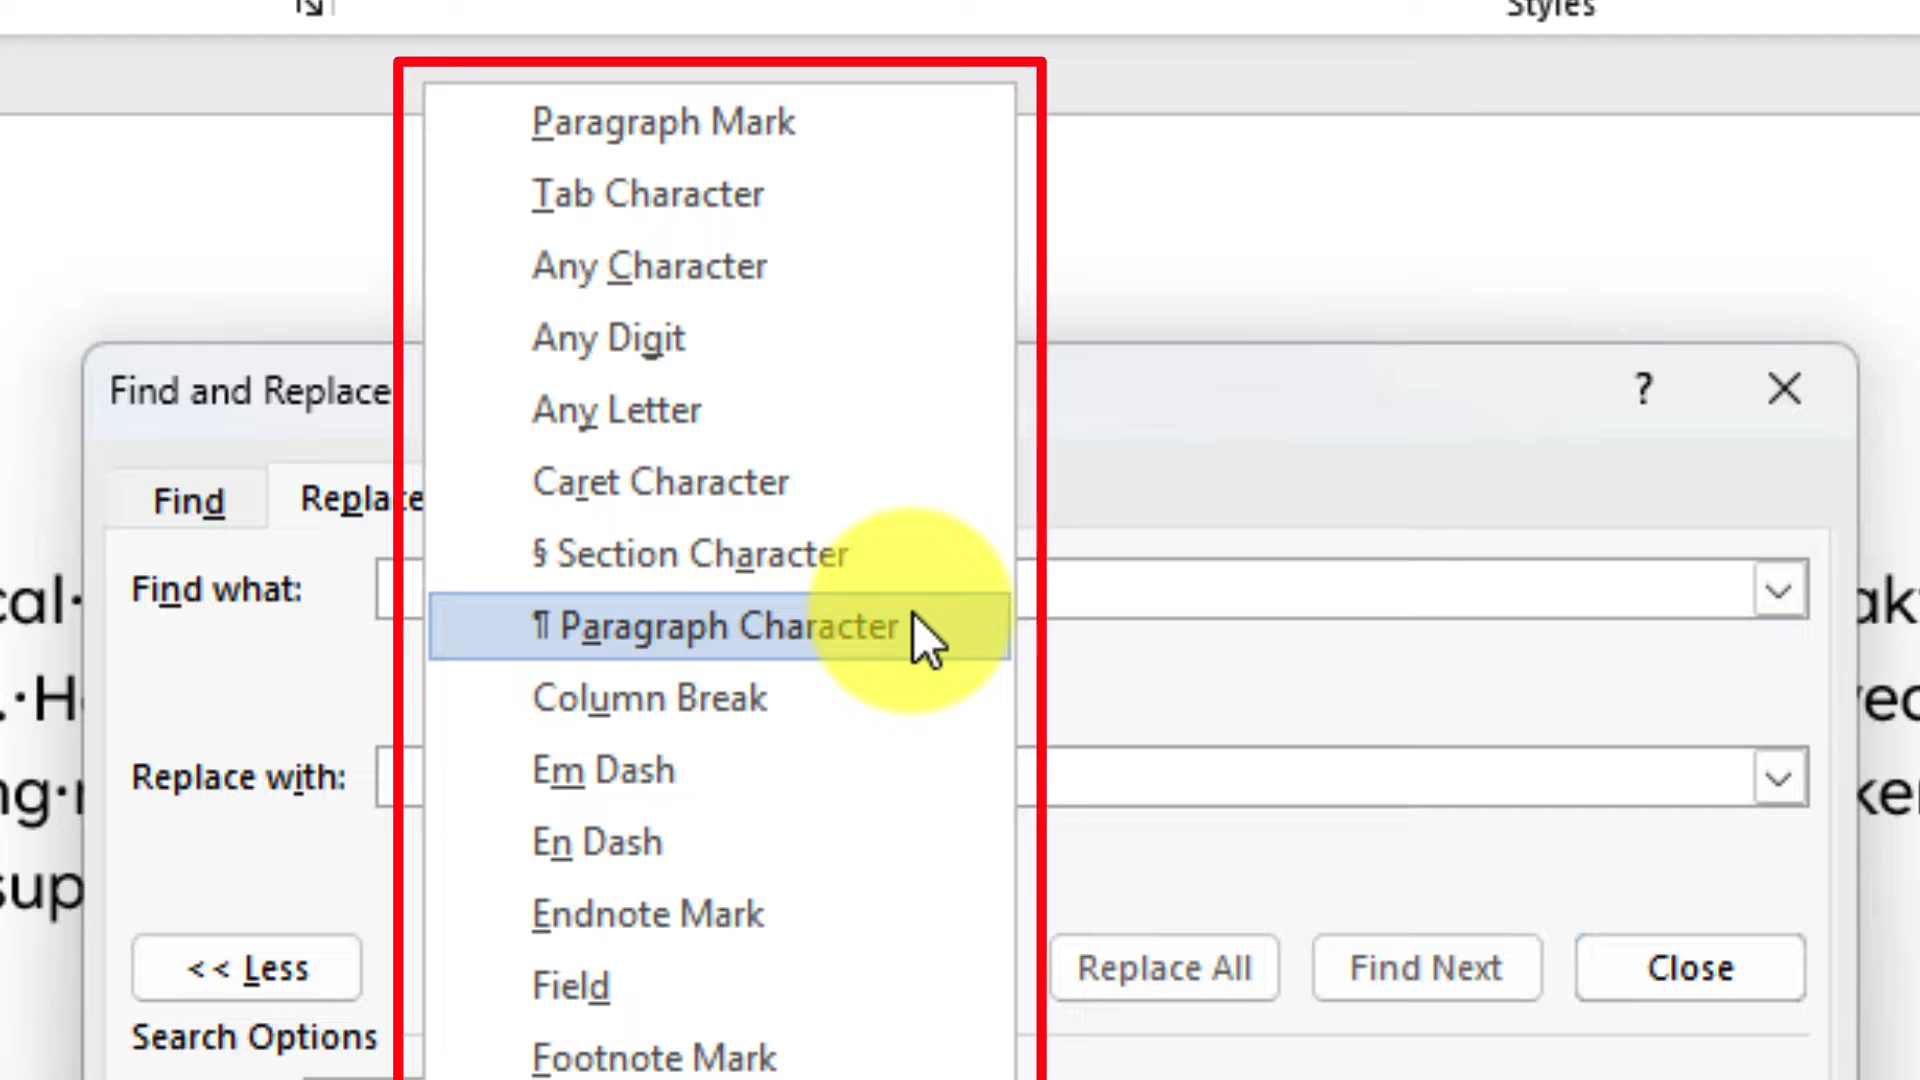 Styles
Paragraph Mark
Tab Character
Any Character
Any Digit
Any Letter
Caret Character
§ Section Character
¶ Paragraph Character
Column Break
Em Dash
En Dash
Endnote Mark
Field
Footnote Mark
Find and Replace
?
Find
Replace
Find what:
Replace with:
<< Less
Replace All
Find Next
Close
Search Options